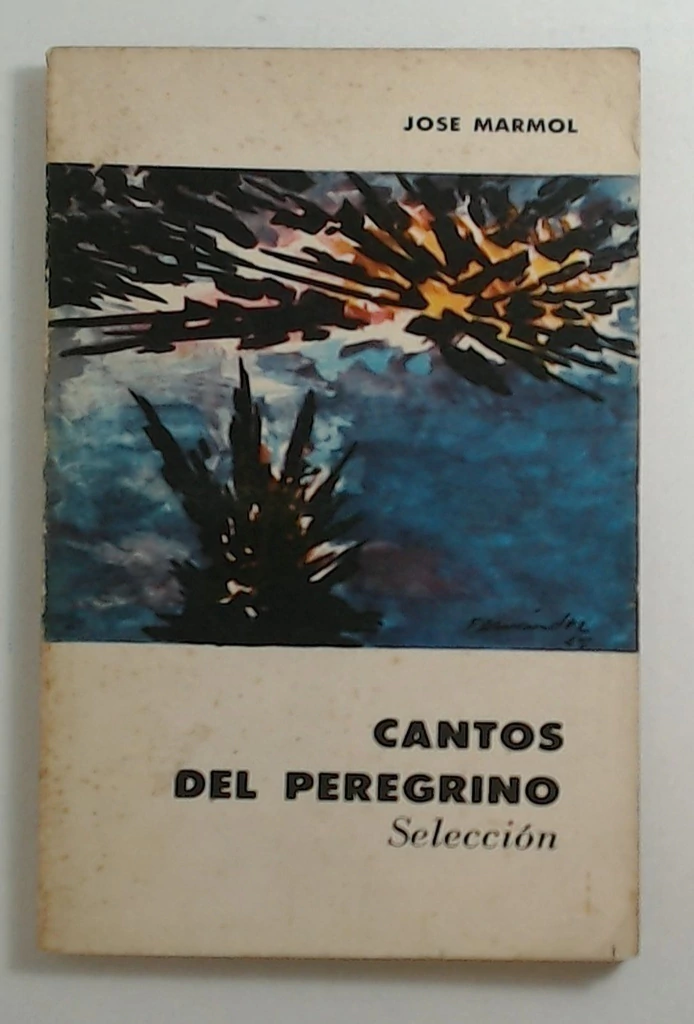 JOSE MARMOL
CANTOS
DEL PEREGRINO
Selección